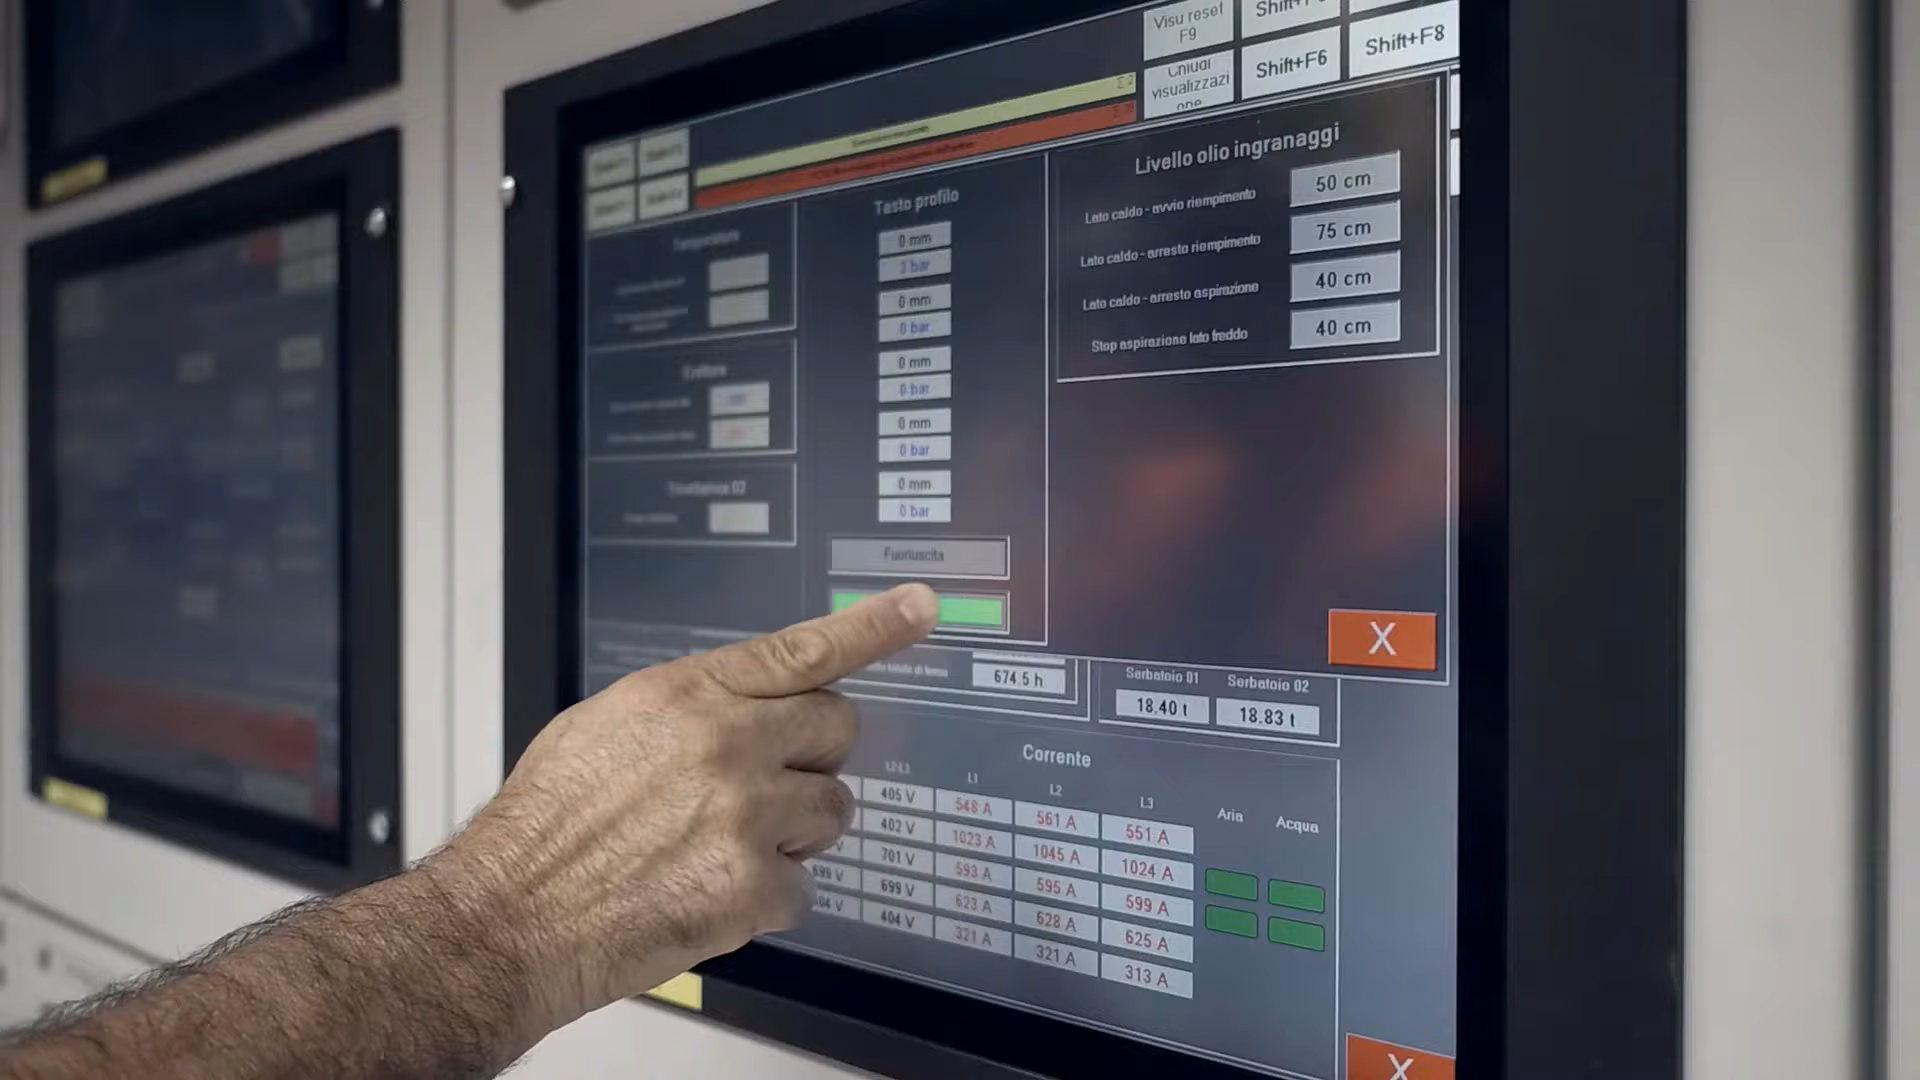 Visu reset
F9
Shift+F6
Shift+F8
Chiudi
visualizzazi
one
Livello olio ingranaggi
Lato caldo - avvio riempimento
50 cm
Lato caldo - arresto riempimento
75 cm
Lato caldo - arresto aspirazione
40 cm
Stop aspirazione lato freddo
40 cm
X
Tasto profilo
0 mm
3 bar
0 mm
0 bar
0 mm
0 bar
0 mm
0 bar
0 mm
0 bar
Fuoriuscita
Temperatura
674.5 h
Serbatoio 01
Serbatoio 02
18.40 t
18.83 t
Corrente
L2-L3
L1
L2
L3
Aria
Acqua
405 V
548 A
561 A
551 A
402 V
1023 A
1045 A
1024 A
701 V
593 A
595 A
599 A
699 V
699 V
623 A
628 A
625 A
404 V
321 A
321 A
313 A
X